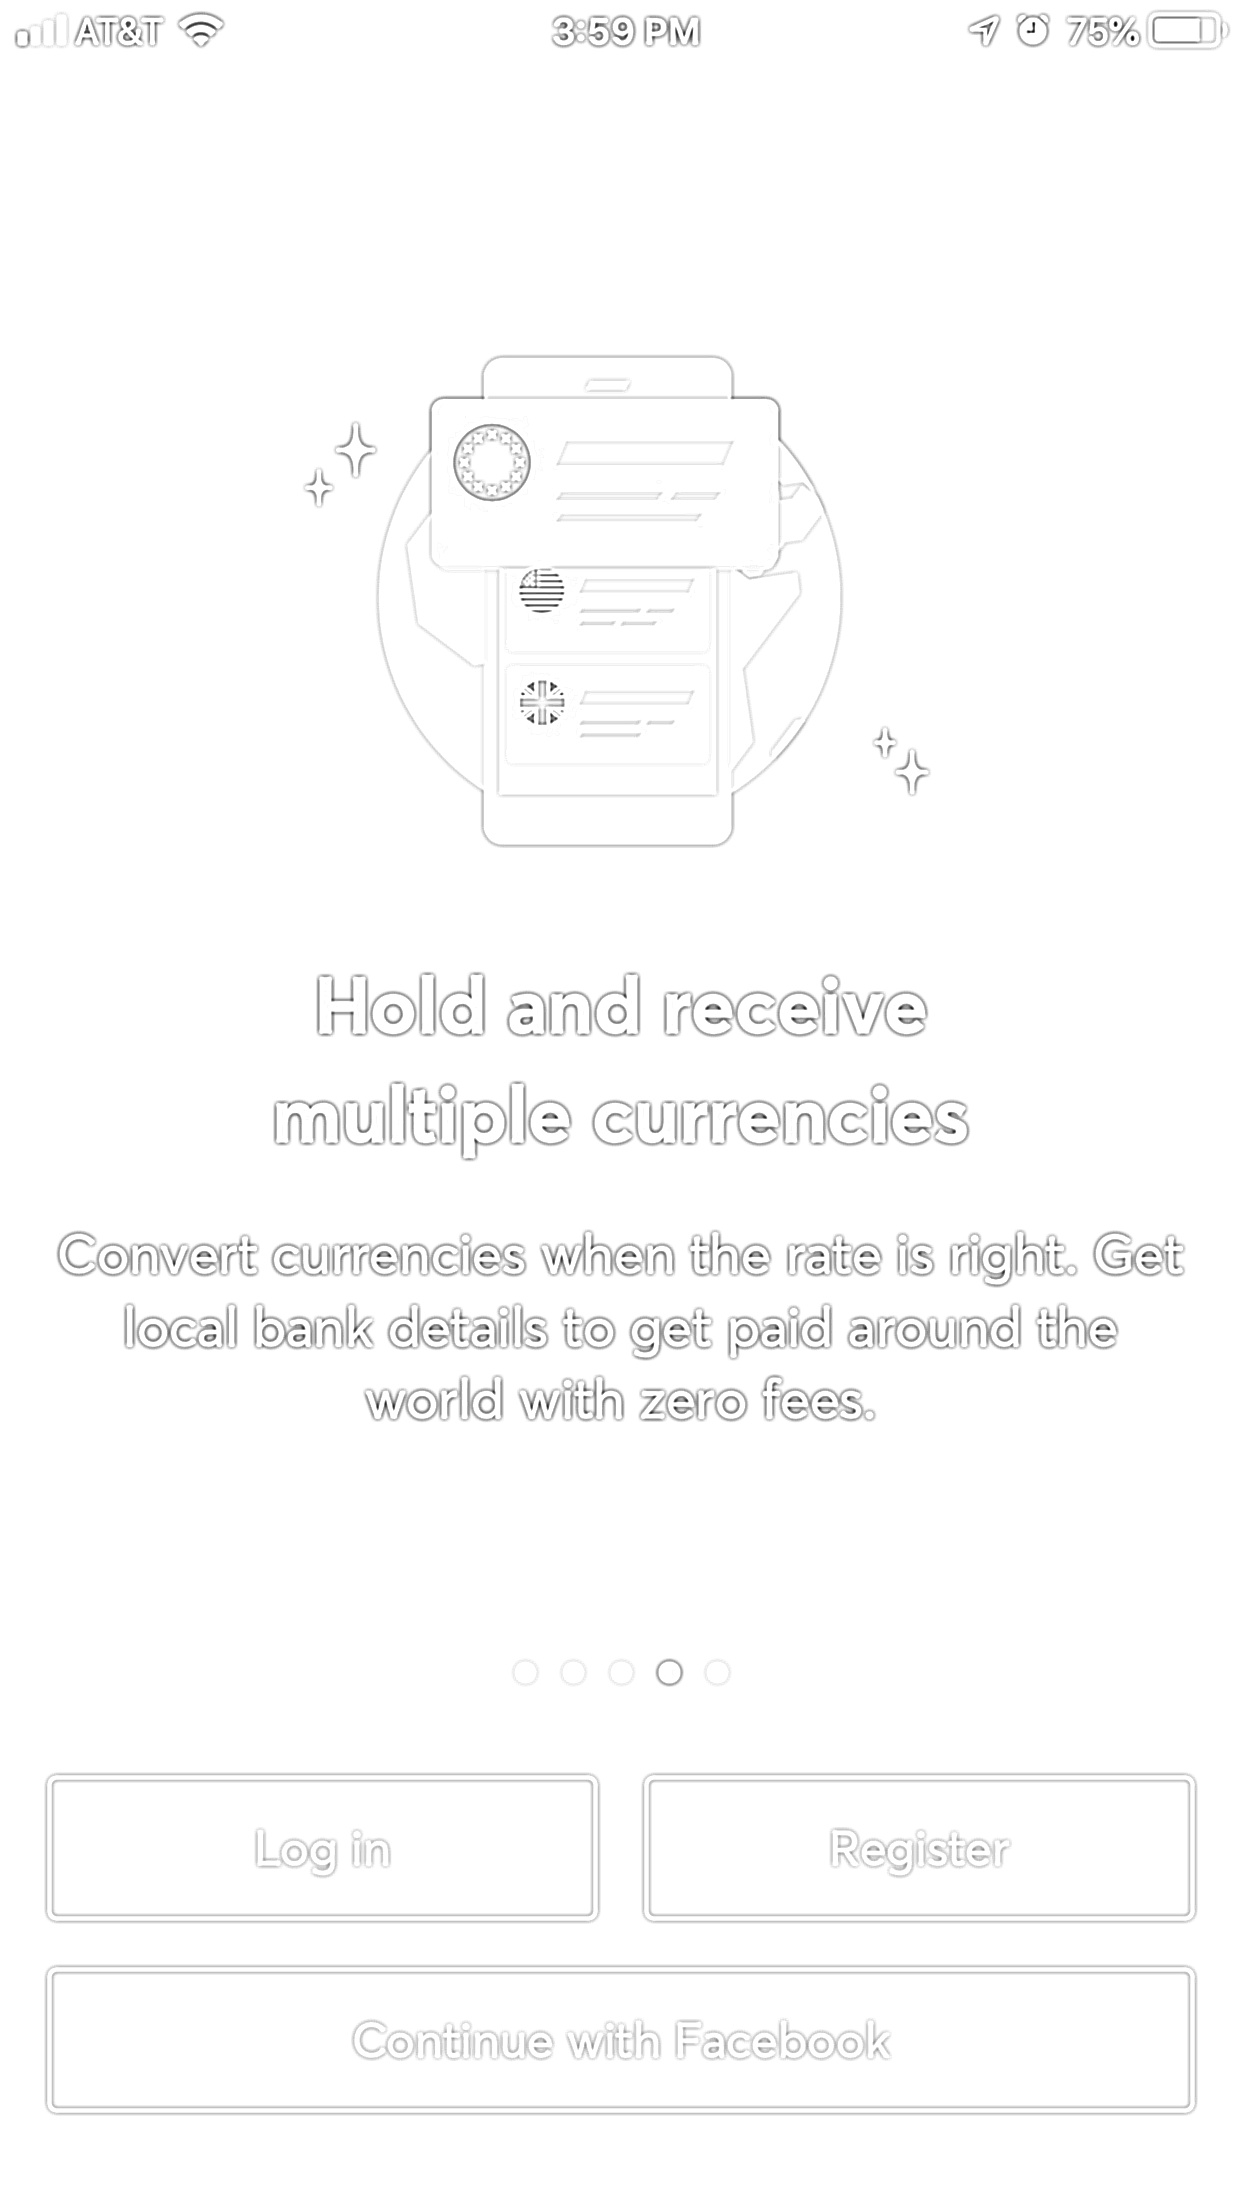 AT&T 3:59 PM 75%
Hold and receive
multiple currencies
Convert currencies when the rate is right. Get
local bank details to get paid around the
world with zero fees.
Log in Register
Continue with Facebook